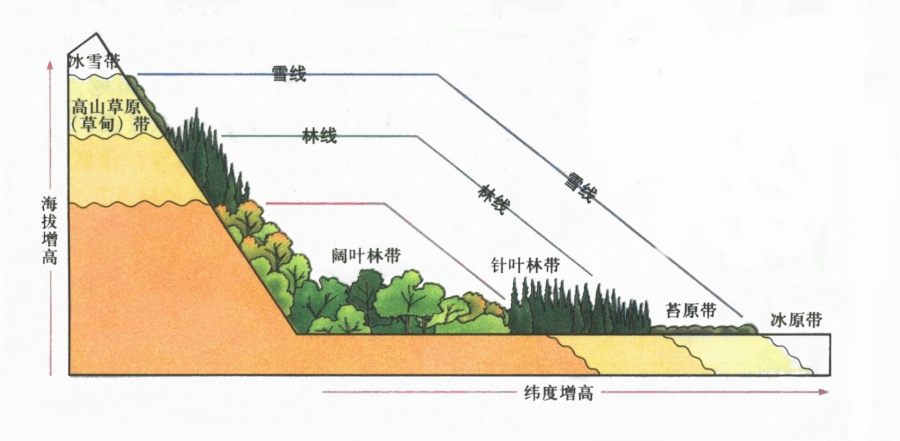 冰雪带
雪线
高山草原
（草甸）带
林线
林线
雪线
海拔增高
阔叶林带
针叶林带
苔原带
冰原带
纬度增高